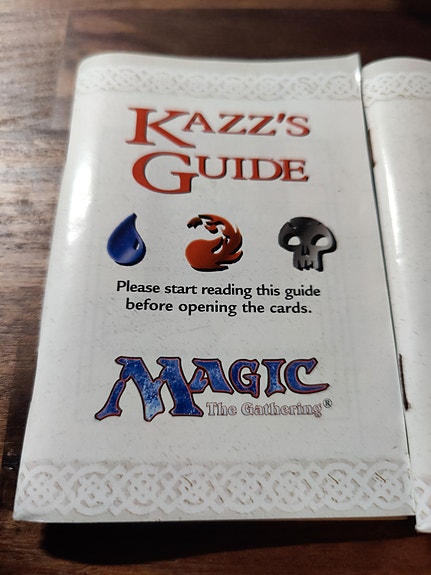 KAZZ'S
GUIDE
Please start reading this guide
before opening the cards.
MAGIC
The Gathering®